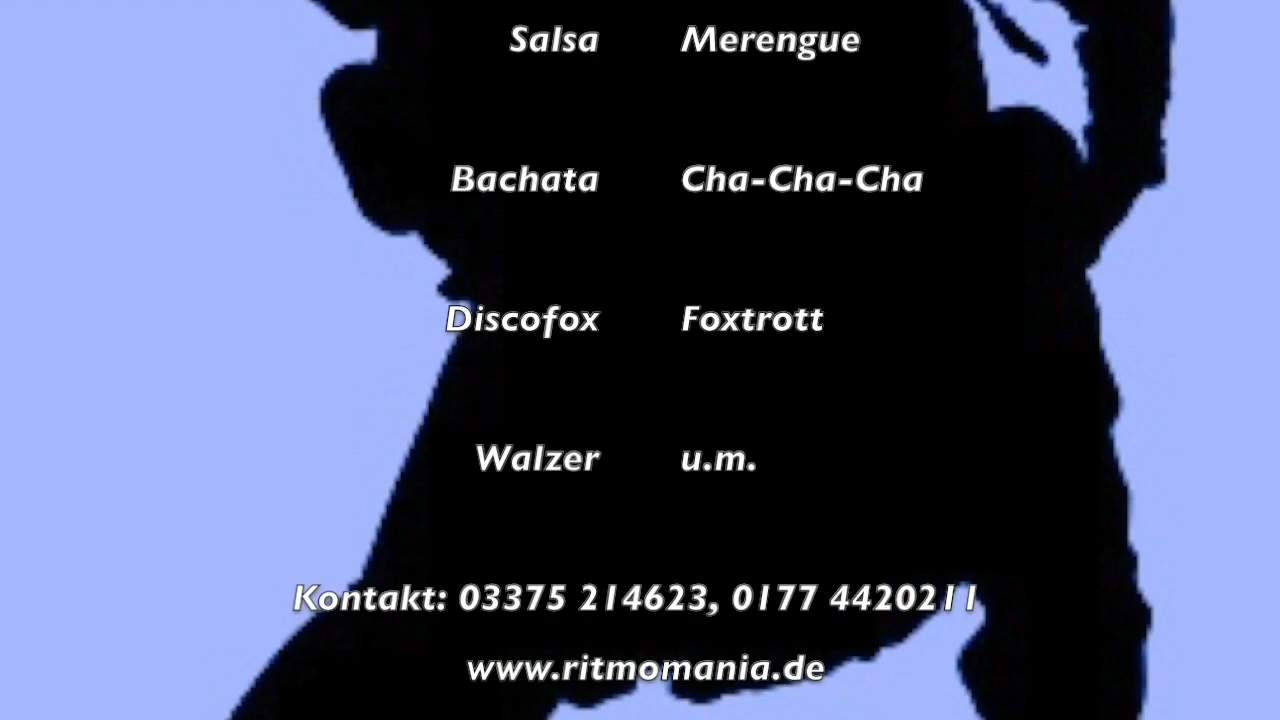 Salsa Merengue
Bachata Cha-Cha-Cha
Discofox Foxtrott
Walzer u.m.
Kontakt: 03375 214623, 0177 4420211
www.ritmomania.de